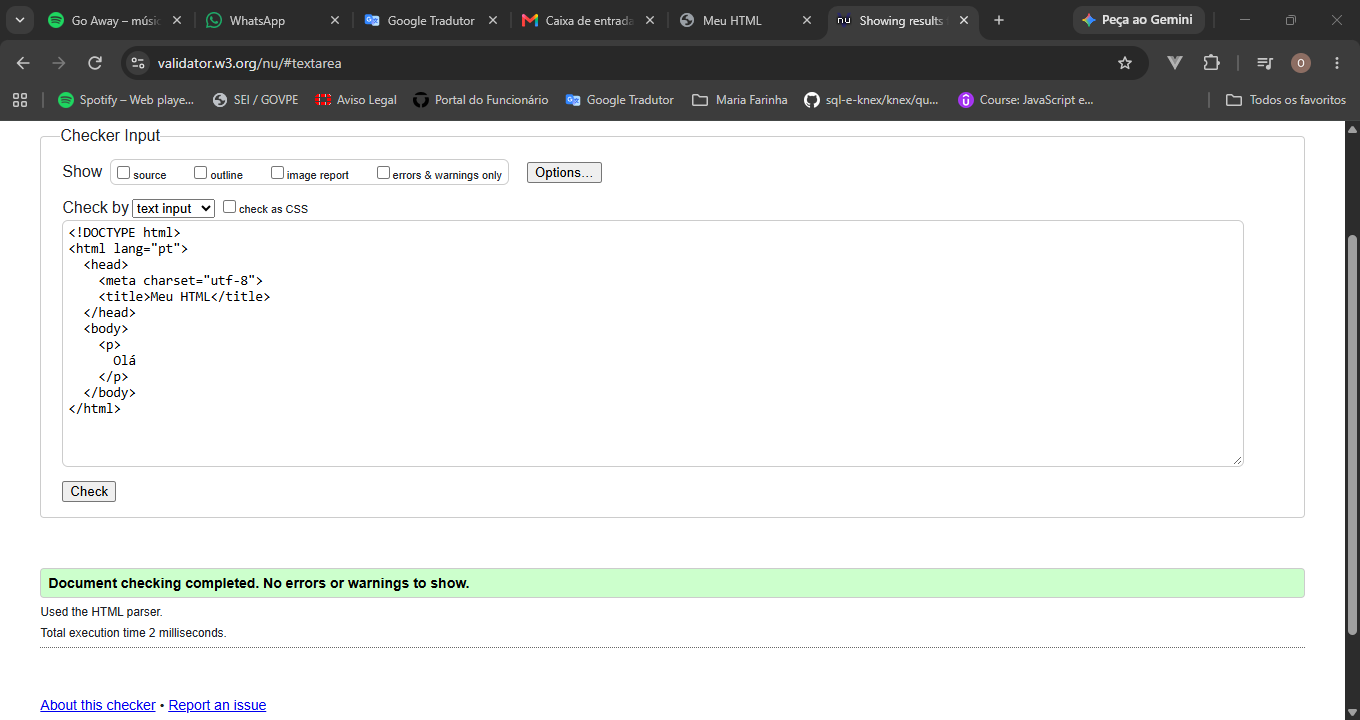 Go Away – músic
WhatsApp
Google Tradutor
Caixa de entrada
Meu HTML
nu
Showing results
Peça ao Gemini
validator.w3.org/nu/#textarea
O
Spotify – Web playe...
SEI / GOVPE
Aviso Legal
Portal do Funcionário
Google Tradutor
Maria Farinha
sql-e-knex/knex/qu...
Course: JavaScript e...
Todos os favoritos
Checker Input
Show source outline image report errors & warnings only Options...
Check by text input check as CSS
<!DOCTYPE html>
<html lang="pt">
  <head>
    <meta charset="utf-8">
    <title>Meu HTML</title>
  </head>
  <body>
    <p>
      Olá
    </p>
  </body>
</html>
Check
Document checking completed. No errors or warnings to show.
Used the HTML parser.
Total execution time 2 milliseconds.
About this checker • Report an issue